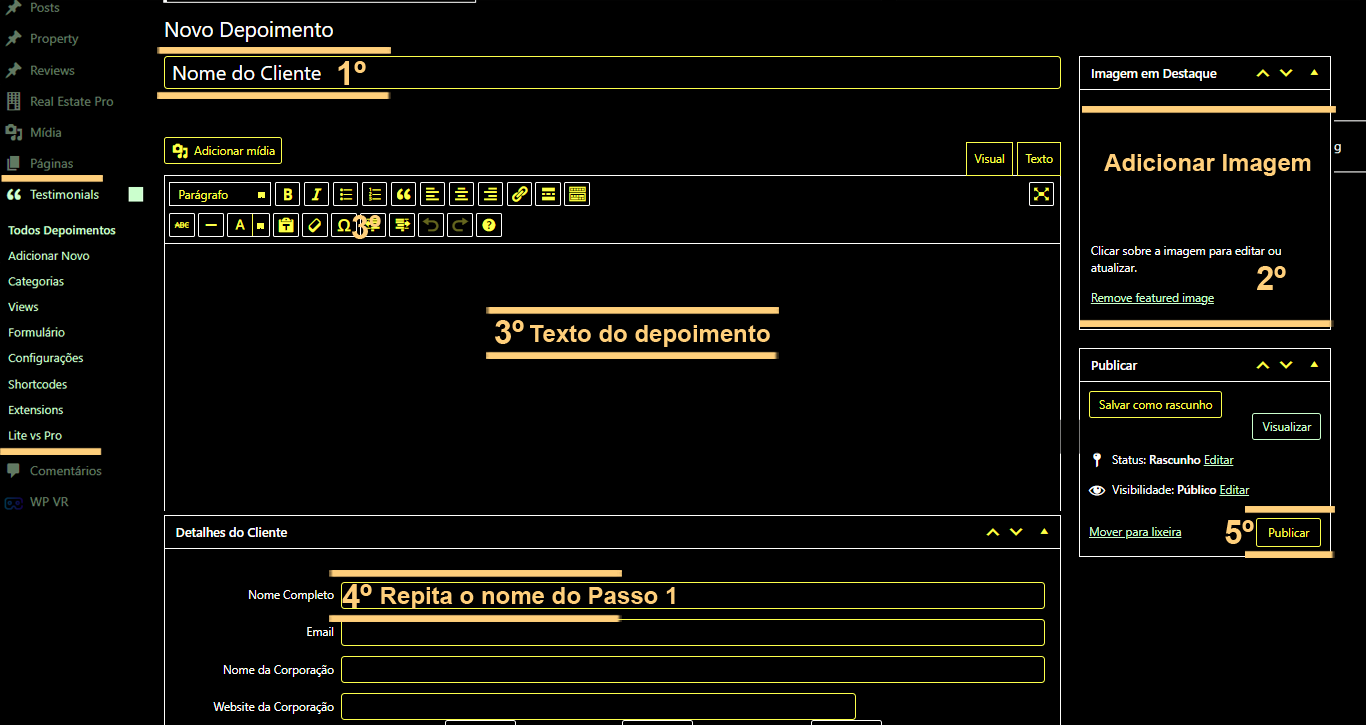 Posts
Property
Reviews
Real Estate Pro
Mídia
Páginas
Testimonials
Todos Depoimentos
Adicionar Novo
Categorias
Views
Formulário
Configurações
Shortcodes
Extensions
Lite vs Pro
Comentários
WP VR
Novo Depoimento
Nome do Cliente 1º
Adicionar mídia
Visual Texto
Parágrafo B I
ABC A Ω 3º
3º Texto do depoimento
Detalhes do Cliente
Nome Completo 4º Repita o nome do Passo 1
Email
Nome da Corporação
Website da Corporação
Imagem em Destaque
g
Adicionar Imagem
Clicar sobre a imagem para editar ou
atualizar.
2º
Remove featured image
Publicar
Salvar como rascunho
Visualizar
Status: Rascunho Editar
Visibilidade: Público Editar
Mover para lixeira 5º Publicar